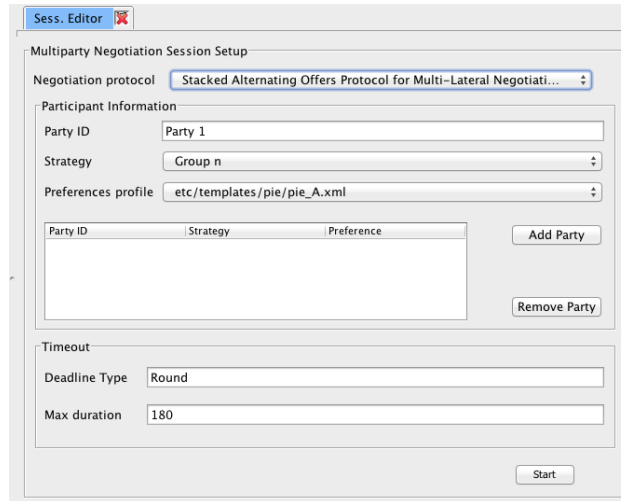 Sess. Editor
Multiparty Negotiation Session Setup
Negotiation protocol Stacked Alternating Offers Protocol for Multi-Lateral Negotiati...
Participant Information
Party ID Party 1
Strategy Group n
Preferences profile etc/templates/pie/pie_A.xml
Party ID Strategy Preference
Add Party
Remove Party
Timeout
Deadline Type Round
Max duration 180
Start